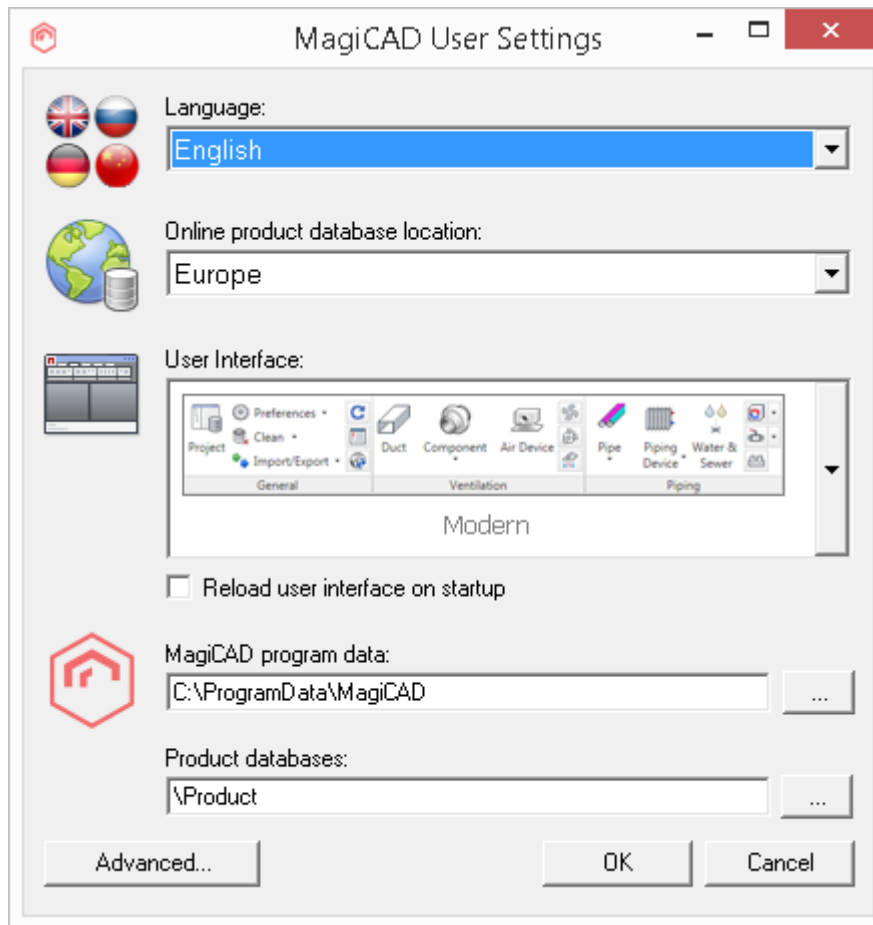 MagiCAD User Settings
Language:
English
Online product database location:
Europe
User Interface:
Project
Preferences
Clean
Import/Export
General
Duct
Component
Air Device
Ventilation
Pipe
Piping Device
Water & Sewer
Piping
Modern
Reload user interface on startup
MagiCAD program data:
C:\ProgramData\MagiCAD
...
Product databases:
\Product
...
Advanced...
OK
Cancel